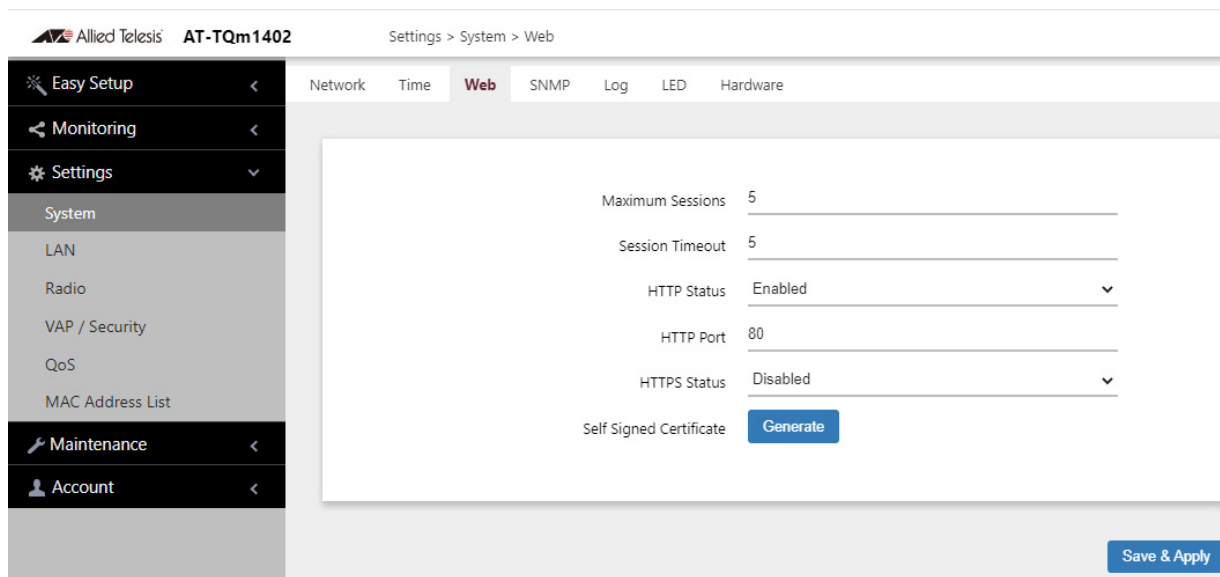 Allied Telesis AT-TQm1402 Settings > System > Web
Easy Setup
Monitoring
Settings
System
LAN
Radio
VAP / Security
QoS
MAC Address List
Maintenance
Account
Network Time Web SNMP Log LED Hardware
Maximum Sessions 5
Session Timeout 5
HTTP Status Enabled
HTTP Port 80
HTTPS Status Disabled
Self Signed Certificate Generate
Save & Apply